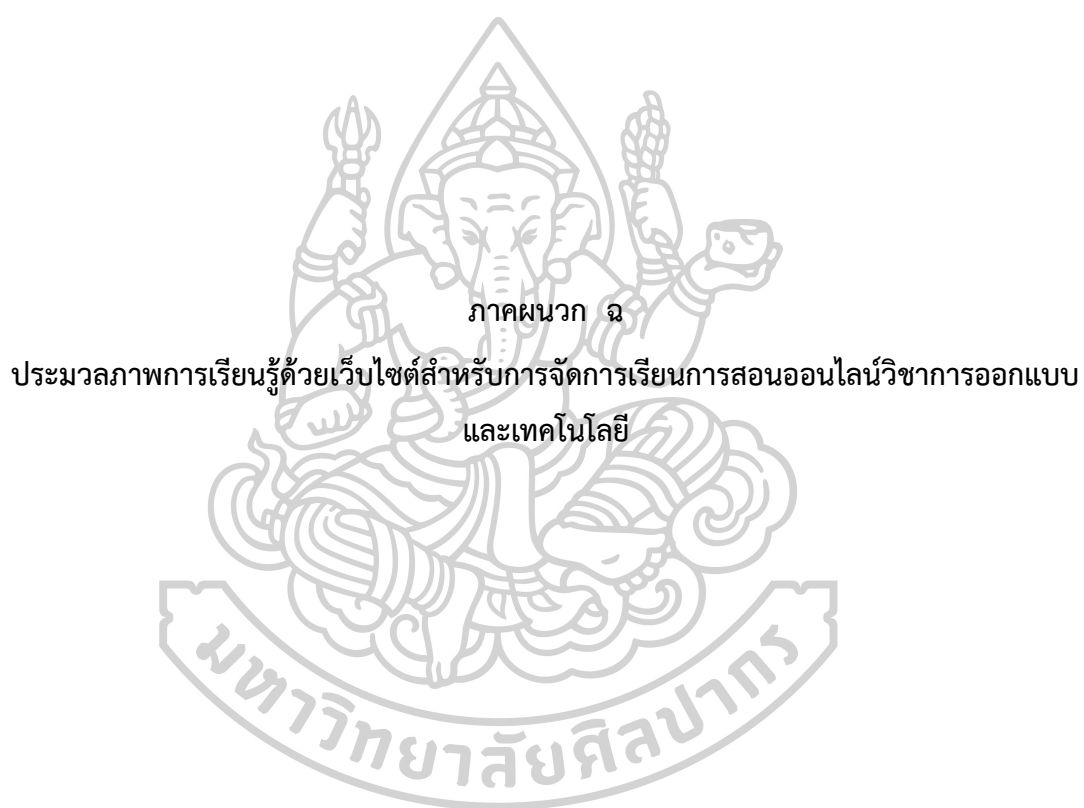 ภาคผนวก ฉ
ประมวลภาพการเรียนรู้ด้วยเว็บไซต์สำหรับการจัดการเรียนการสอนออนไลน์วิชาการออกแบบ
และเทคโนโลยี
มหาวิทยาลัยศิลปากร